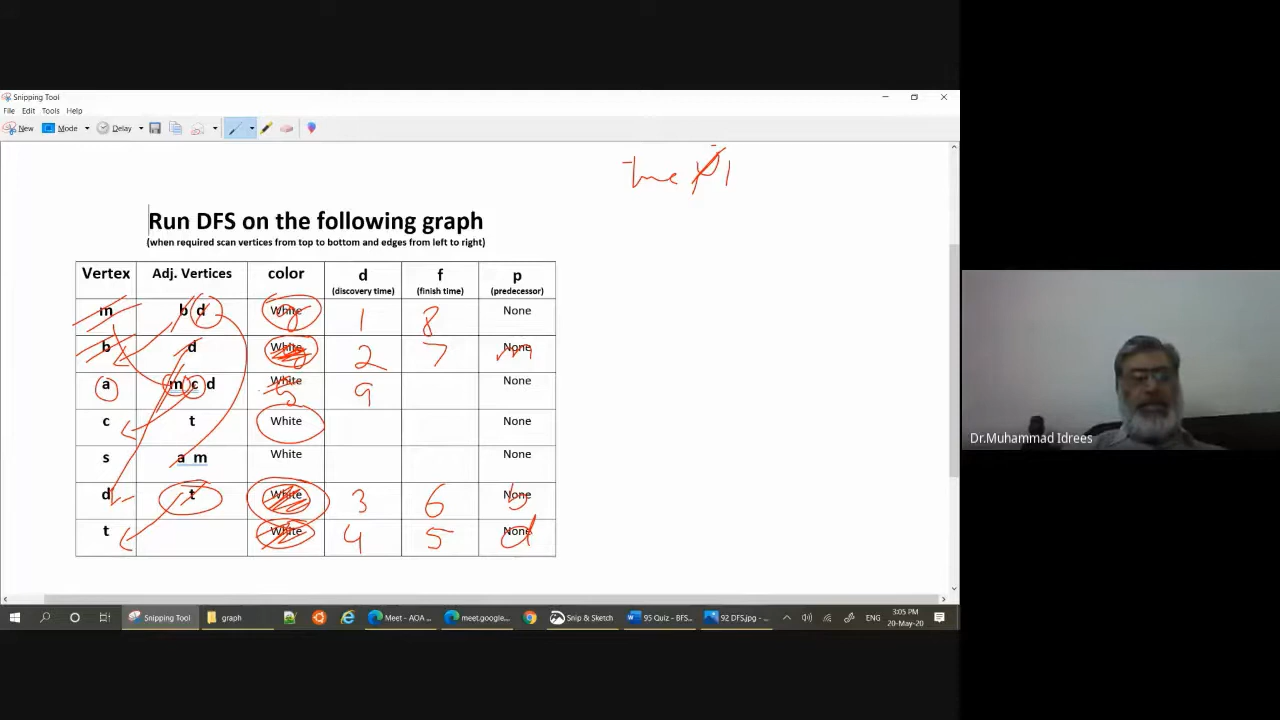 Snipping Tool
File Edit Tools Help
New Mode Delay
time 0 1
Run DFS on the following graph
(when required scan vertices from top to bottom and edges from left to right)
Vertex Adj. Vertices color d (discovery time) f (finish time) p (predecessor)
m b d White 1 8 None
b d White 2 7 None m
a m c d White g 9 None
c t White None
s a m White None
d t White 3 6 None b
t White 4 5 None d
Dr.Muhammad Idrees
Snipping Tool graph Meet - AOA ... meet.google... Snip & Sketch 95 Quiz - BFS... 92 DFS.jpg - ... ENG 3:05 PM
20-May-20